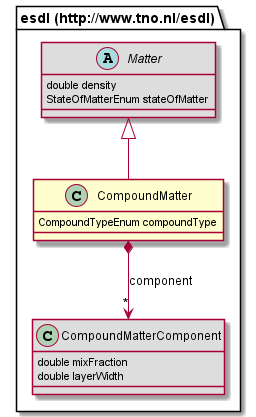 esdl (http://www.tno.nl/esdl)
A Matter
double density
StateOfMatterEnum stateOfMatter
C CompoundMatter
CompoundTypeEnum compoundType
component
*
C CompoundMatterComponent
double mixFraction
double layerWidth